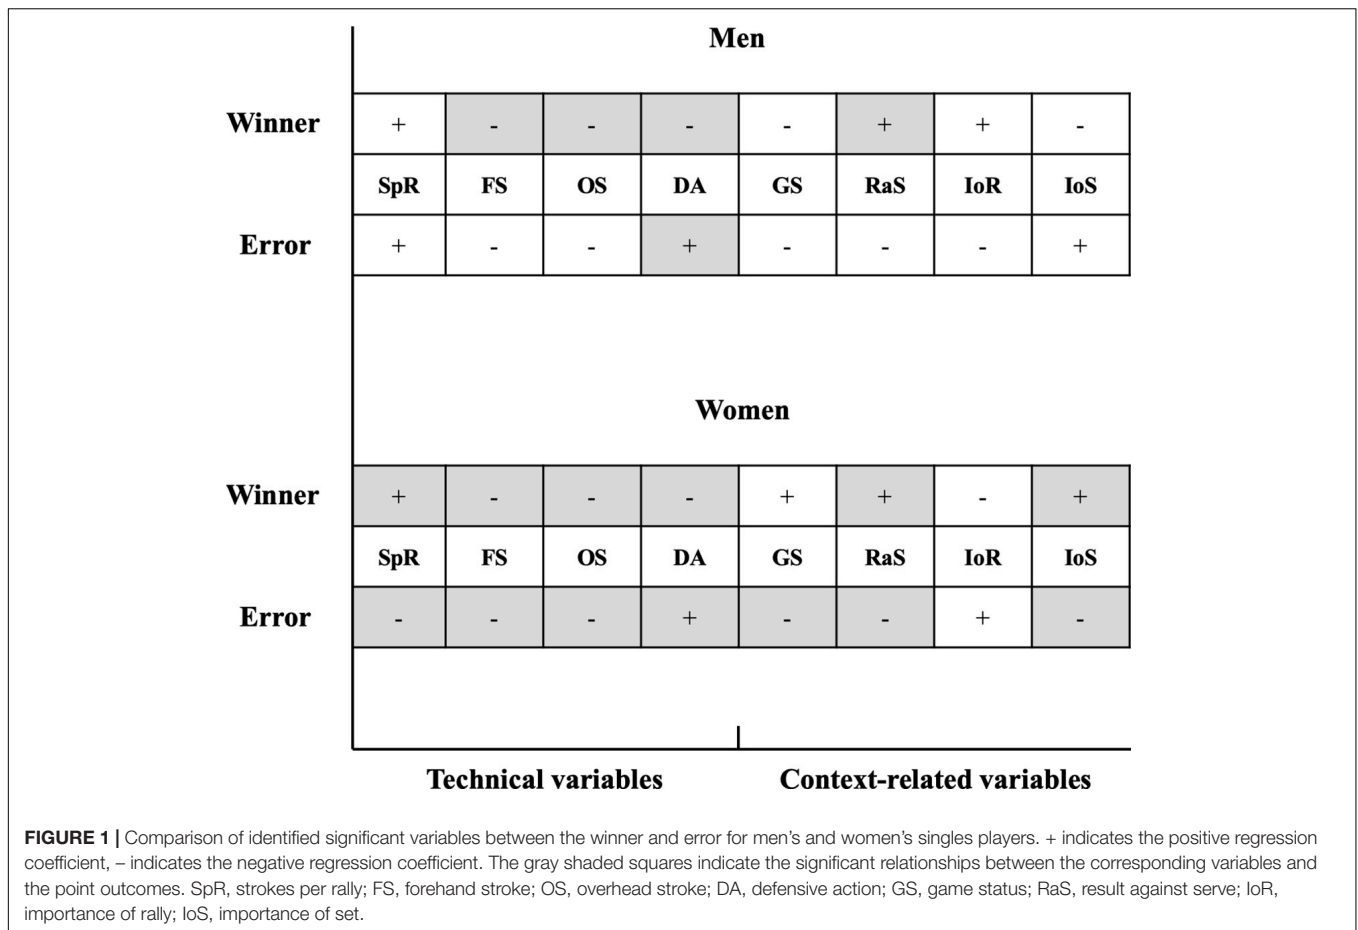 Men
Winner + - - - - + + -
SpR FS OS DA GS RaS IoR IoS
Error + - - + - - - +
Women
Winner + - - - + + - +
SpR FS OS DA GS RaS IoR IoS
Error - - - + - - + -
Technical variables Context-related variables
FIGURE 1 | Comparison of identified significant variables between the winner and error for men’s and women’s singles players. + indicates the positive regression
coefficient, – indicates the negative regression coefficient. The gray shaded squares indicate the significant relationships between the corresponding variables and
the point outcomes. SpR, strokes per rally; FS, forehand stroke; OS, overhead stroke; DA, defensive action; GS, game status; RaS, result against serve; IoR,
importance of rally; IoS, importance of set.